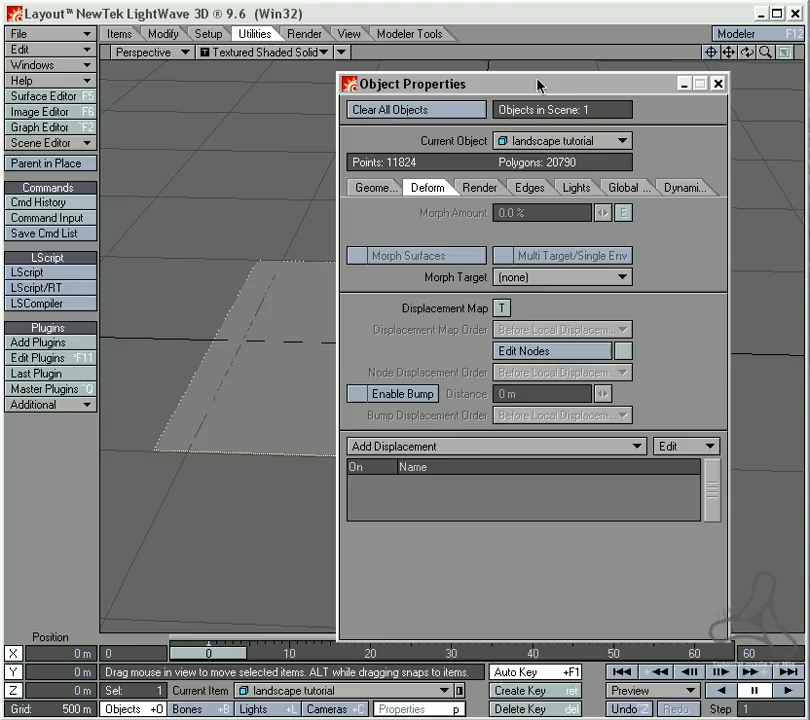 Layout™ NewTek LightWave 3D ® 9.6 (Win32)
File
Items
Modify
Setup
Utilities
Render
View
Modeler Tools
Modeler F12
Edit
Perspective
Textured Shaded Solid
Windows
Help
Surface Editor F5
Image Editor F6
Graph Editor ^F2
Scene Editor
Parent in Place
Commands
Cmd History
Command Input
Save Cmd List
LScript
LScript
LScript/RT
LSCompiler
Plugins
Add Plugins
Edit Plugins ^F11
Last Plugin
Master Plugins ^Q
Additional
Object Properties
Clear All Objects
Objects in Scene: 1
Current Object
landscape tutorial
Points: 11824
Polygons: 20790
Geome...
Deform
Render
Edges
Lights
Global ...
Dynami...
Morph Amount
0.0 %
E
Morph Surfaces
Multi Target/Single Env
Morph Target
(none)
Displacement Map
T
Displacement Map Order
Before Local Displacem...
Edit Nodes
Node Displacement Order
Before Local Displacem...
Enable Bump
Distance
0 m
Bump Displacement Order
Before Local Displacem...
Add Displacement
Edit
On
Name
Position
X
0 m
0
0
10
20
30
40
50
60
60
Y
0 m
Drag mouse in view to move selected items. ALT while dragging snaps to items.
Auto Key +F1
Z
0 m
Sel: 1
Current Item
landscape tutorial
Create Key ret
Preview
Grid: 500 m
Objects +O
Bones +B
Lights +L
Cameras +C
Properties p
Delete Key del
Undo ^Z
Redo
Step
1